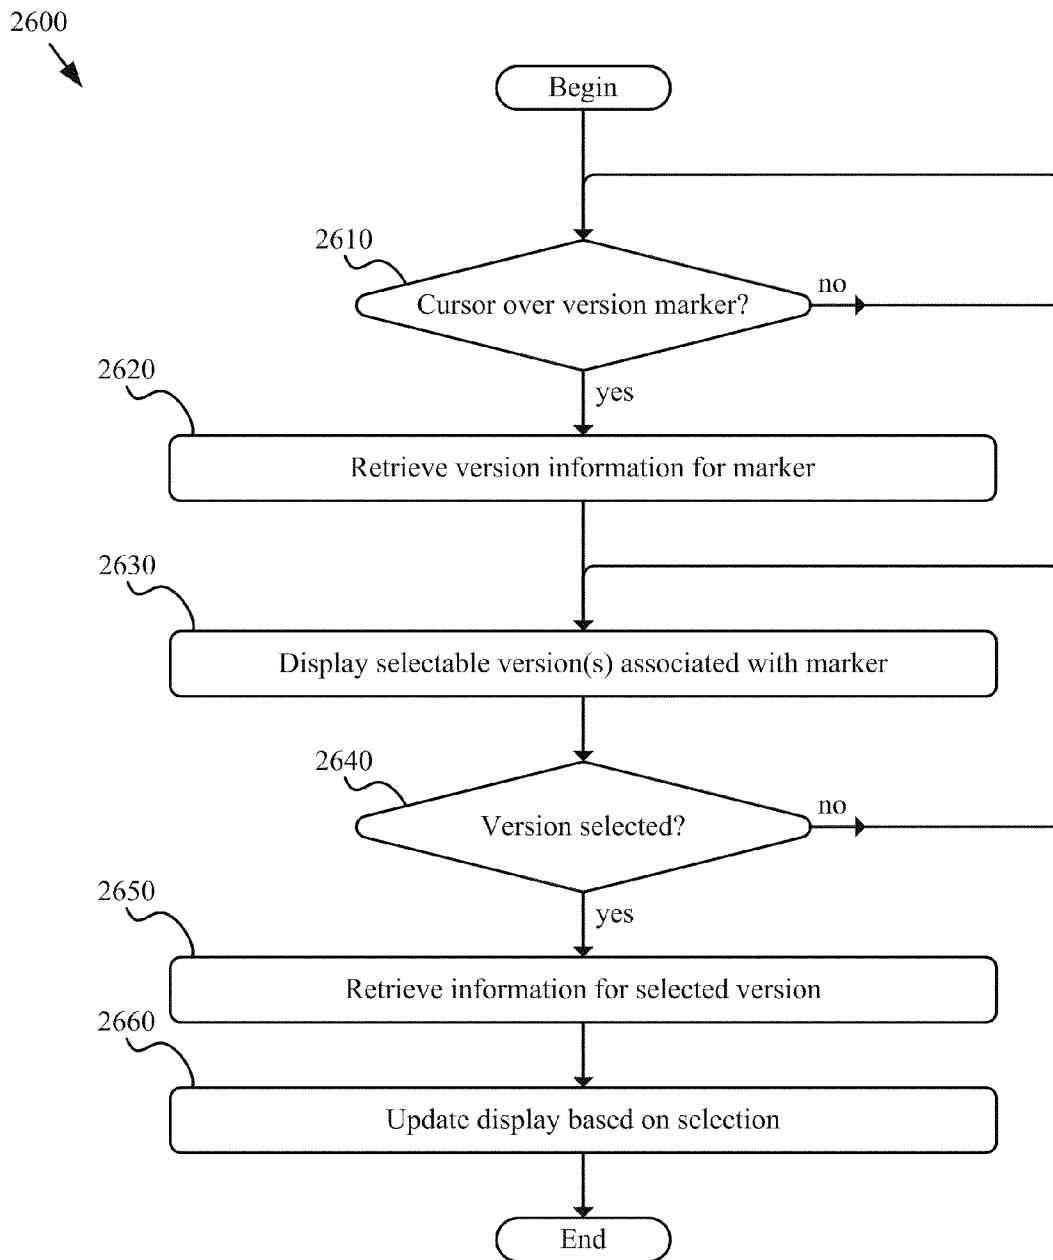 2600
Begin
2610
Cursor over version marker?
no
yes
2620
Retrieve version information for marker
2630
Display selectable version(s) associated with marker
2640
Version selected?
no
yes
2650
Retrieve information for selected version
2660
Update display based on selection
End